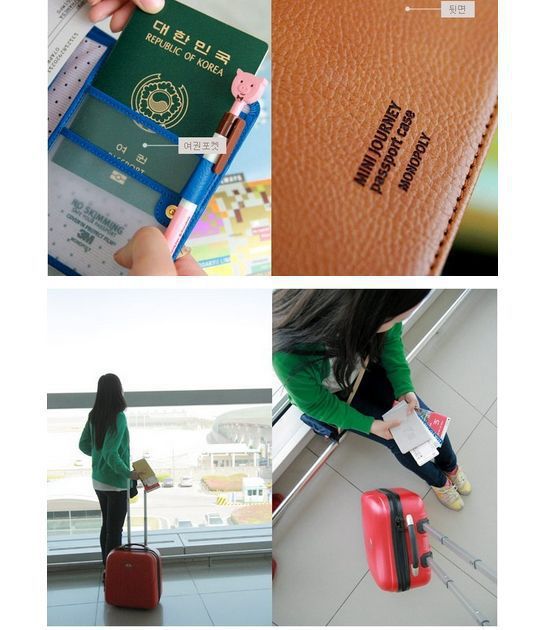 대한민국
REPUBLIC OF KOREA
여권
PASSPORT
여권포켓
NO SKIMMING
3M
뒷면
MINI JOURNEY
passport case
MONOPOLY